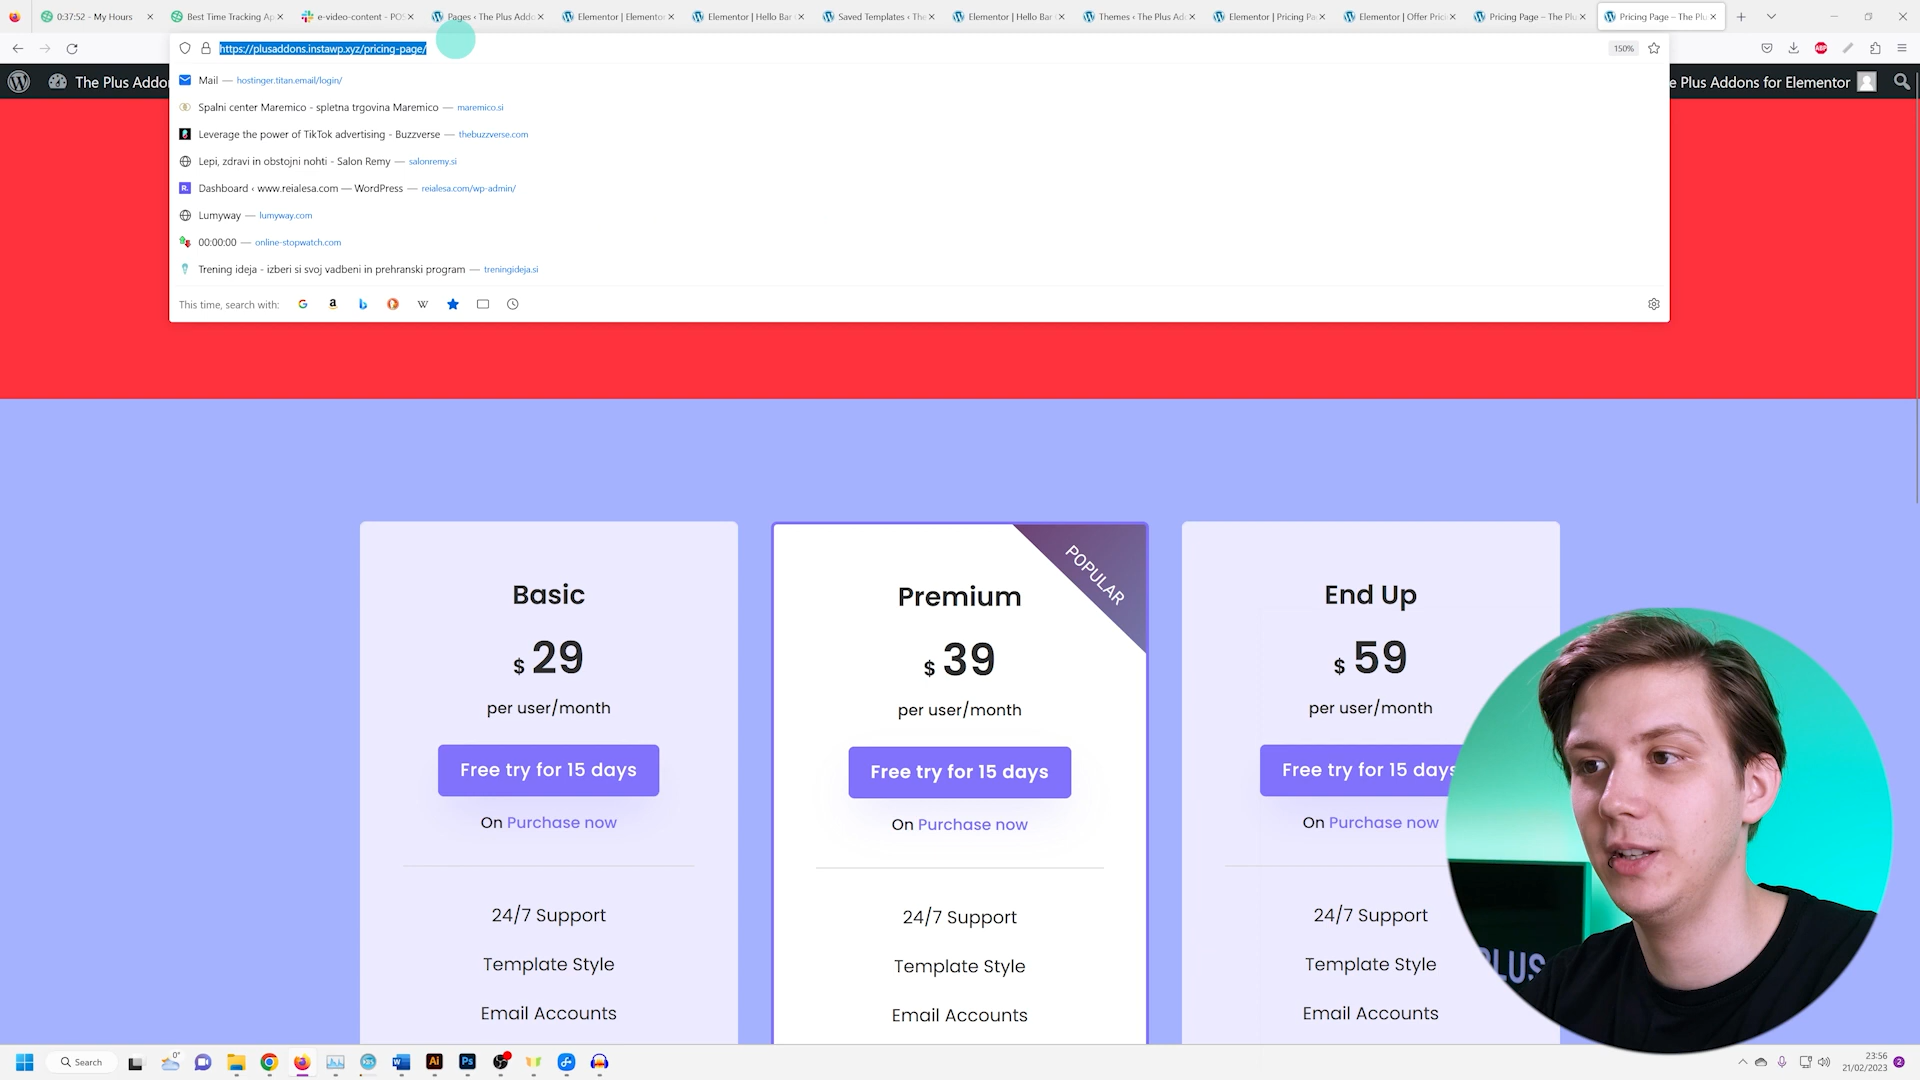 0:37:52 - My Hours
Best Time Tracking Ap
e-video-content - POS
Pages ‹ The Plus Addo
Elementor | Elementor
Elementor | Hello Bar
Saved Templates ‹ The
Elementor | Hello Bar
Themes ‹ The Plus Ad
Elementor | Pricing Pa
Elementor | Offer Pric
Pricing Page – The Plu
Pricing Page – The Plu
https://plusaddons.instawp.xyz/pricing-page/
150%
ABP
The Plus Addo
e Plus Addons for Elementor
Mail — hostinger.titan.email/login/
Spalni center Maremico - spletna trgovina Maremico — maremico.si
Leverage the power of TikTok advertising - Buzzverse — thebuzzverse.com
Lepi, zdravi in obstojni nohti - Salon Remy — salonremy.si
Dashboard ‹ www.reialesa.com — WordPress — reialesa.com/wp-admin/
Lumyway — lumyway.com
00:00:00 — online-stopwatch.com
Trening ideja - izberi si svoj vadbeni in prehranski program — treningideja.si
This time, search with:
POPULAR
Basic
$ 29
per user/month
Free try for 15 days
On Purchase now
24/7 Support
Template Style
Email Accounts
Premium
$ 39
per user/month
Free try for 15 days
On Purchase now
24/7 Support
Template Style
Email Accounts
End Up
$ 59
per user/month
Free try for 15 days
On Purchase now
24/7 Support
Template Style
Email Accounts
PLUS
Search
0°
Ai
Ps
23:56
21/02/2023
2